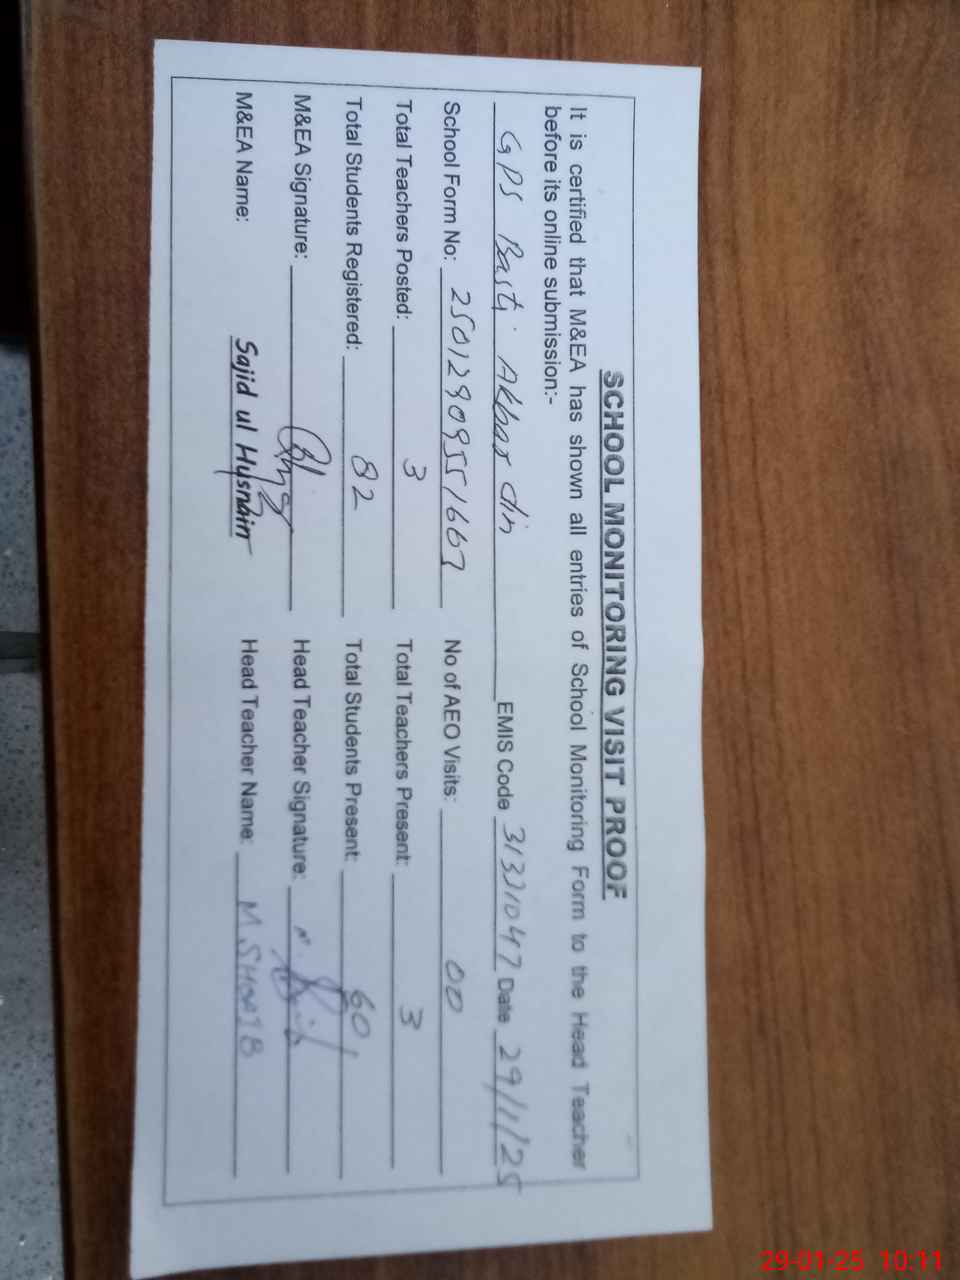 SCHOOL MONITORING VISIT PROOF
It is certified that M&EA has shown all entries of School Monitoring Form to the Head Teacher
before its online submission:-
GPS Basti Akbar din EMIS Code 31331047 Date 29/1/25
School Form No: 25012909551667 No of AEO Visits: 00
Total Teachers Posted: 3 Total Teachers Present: 3
Total Students Registered: 82 Total Students Present: 60
M&EA Signature: Head Teacher Signature:
M&EA Name: Sajid ul Husnain Head Teacher Name: M. SHOAIB
29-01-25 10:11